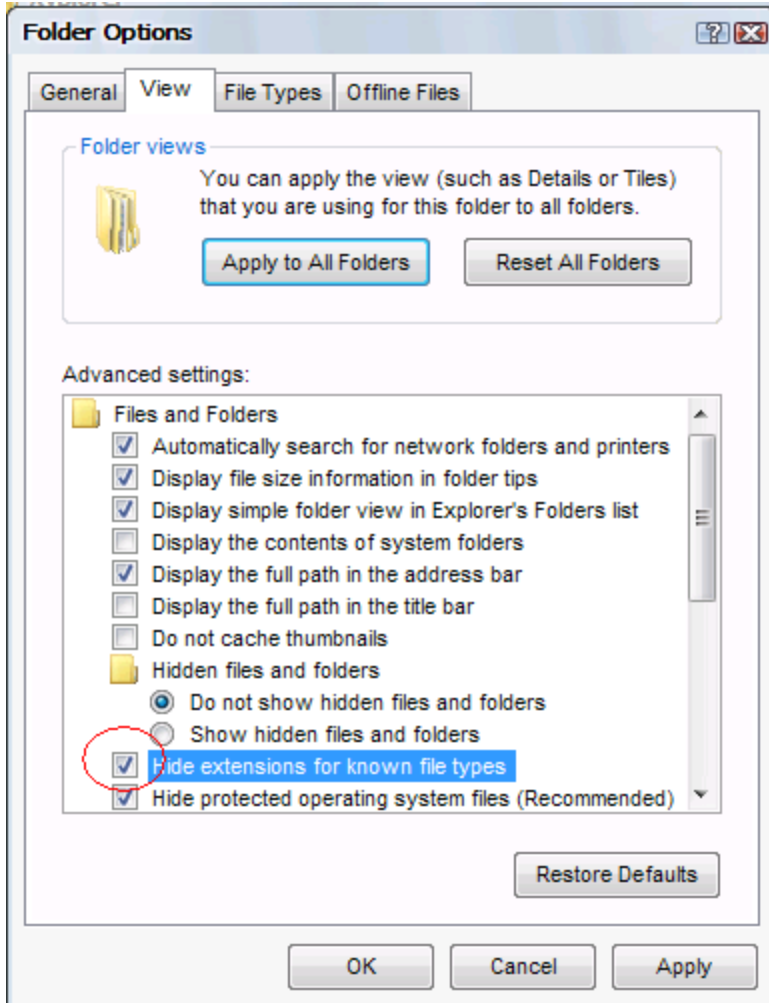 Folder Options
General View File Types Offline Files
Folder views
You can apply the view (such as Details or Tiles)
that you are using for this folder to all folders.
Apply to All Folders Reset All Folders
Advanced settings:
Files and Folders
Automatically search for network folders and printers
Display file size information in folder tips
Display simple folder view in Explorer's Folders list
Display the contents of system folders
Display the full path in the address bar
Display the full path in the title bar
Do not cache thumbnails
Hidden files and folders
Do not show hidden files and folders
Show hidden files and folders
Hide extensions for known file types
Hide protected operating system files (Recommended)
Restore Defaults
OK Cancel Apply